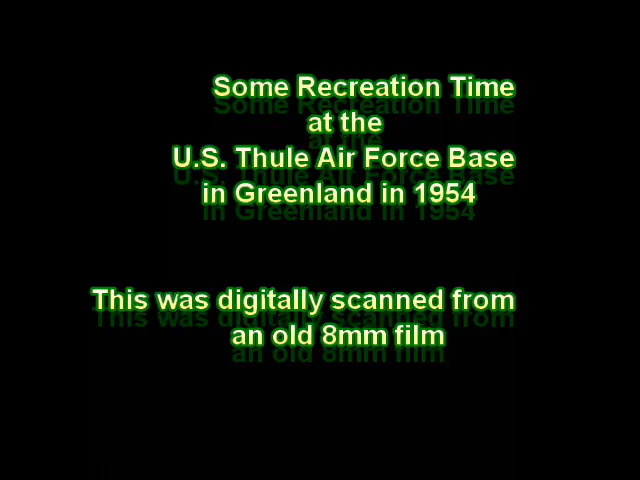 Some Recreation Time
at the
U.S. Thule Air Force Base
in Greenland in 1954
This was digitally scanned from
an old 8mm film